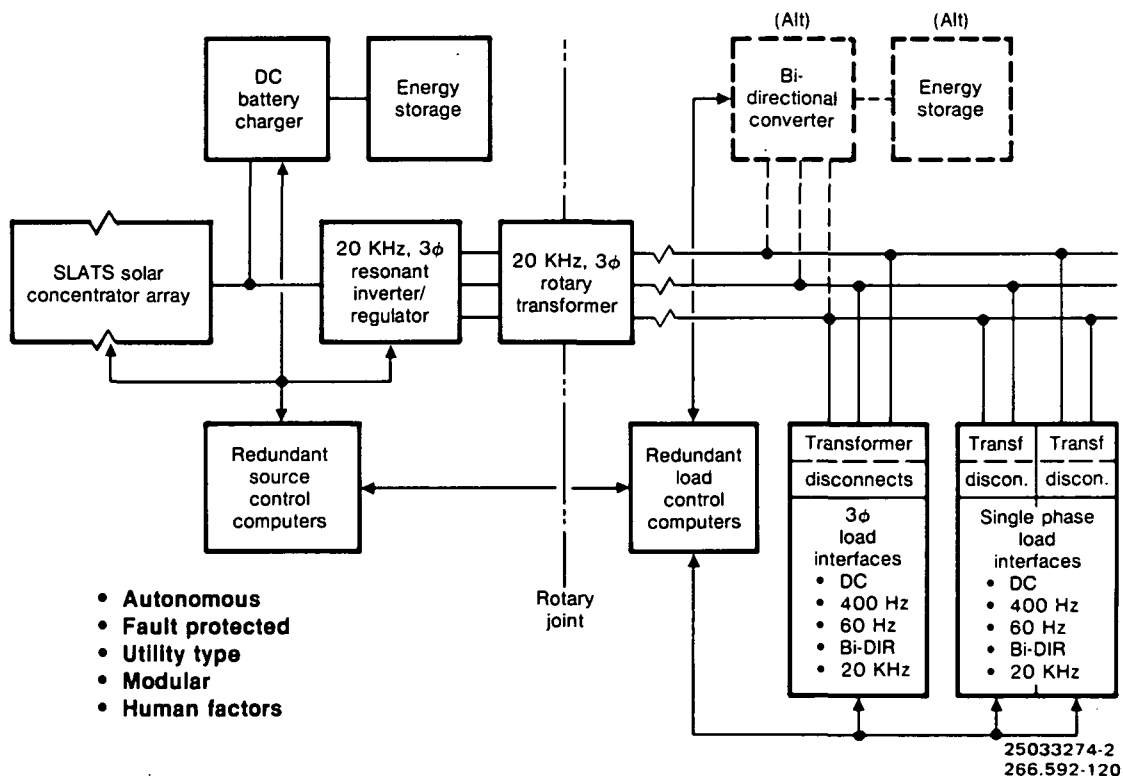 (Alt)
(Alt)
DC
battery
charger
Energy
storage
Bi-
directional
converter
Energy
storage
SLATS solar
concentrator array
20 KHz, 3ϕ
resonant
inverter/
regulator
20 KHz, 3ϕ
rotary
transformer
Redundant
source
control
computers
Redundant
load
control
computers
Transformer
disconnects
3ϕ
load
interfaces
• DC
• 400 Hz
• 60 Hz
• Bi-DIR
• 20 KHz
Transf
discon.
Transf
discon.
Single phase
load
interfaces
• DC
• 400 Hz
• 60 Hz
• Bi-DIR
• 20 KHz
Rotary
joint
• Autonomous
• Fault protected
• Utility type
• Modular
• Human factors
25033274-2
266.592-120